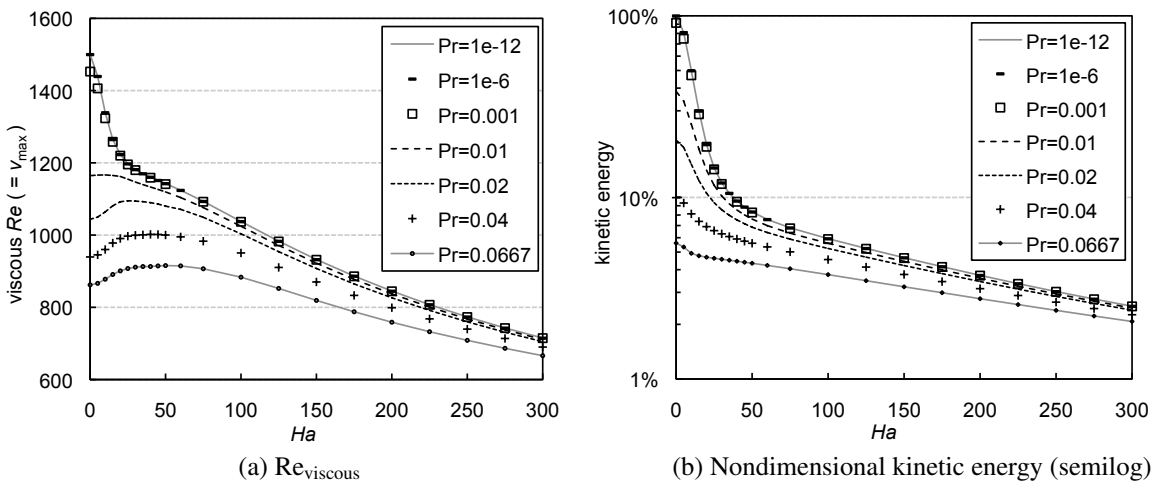 1600
1400
1200
1000
800
600
viscous Re ( = vmax)
0 50 100 150 200 250 300
Ha
Pr=1e-12
Pr=1e-6
Pr=0.001
Pr=0.01
Pr=0.02
Pr=0.04
Pr=0.0667
(a) Reviscous
100%
10%
1%
kinetic energy
0 50 100 150 200 250 300
Ha
Pr=1e-12
Pr=1e-6
Pr=0.001
Pr=0.01
Pr=0.02
Pr=0.04
Pr=0.0667
(b) Nondimensional kinetic energy (semilog)